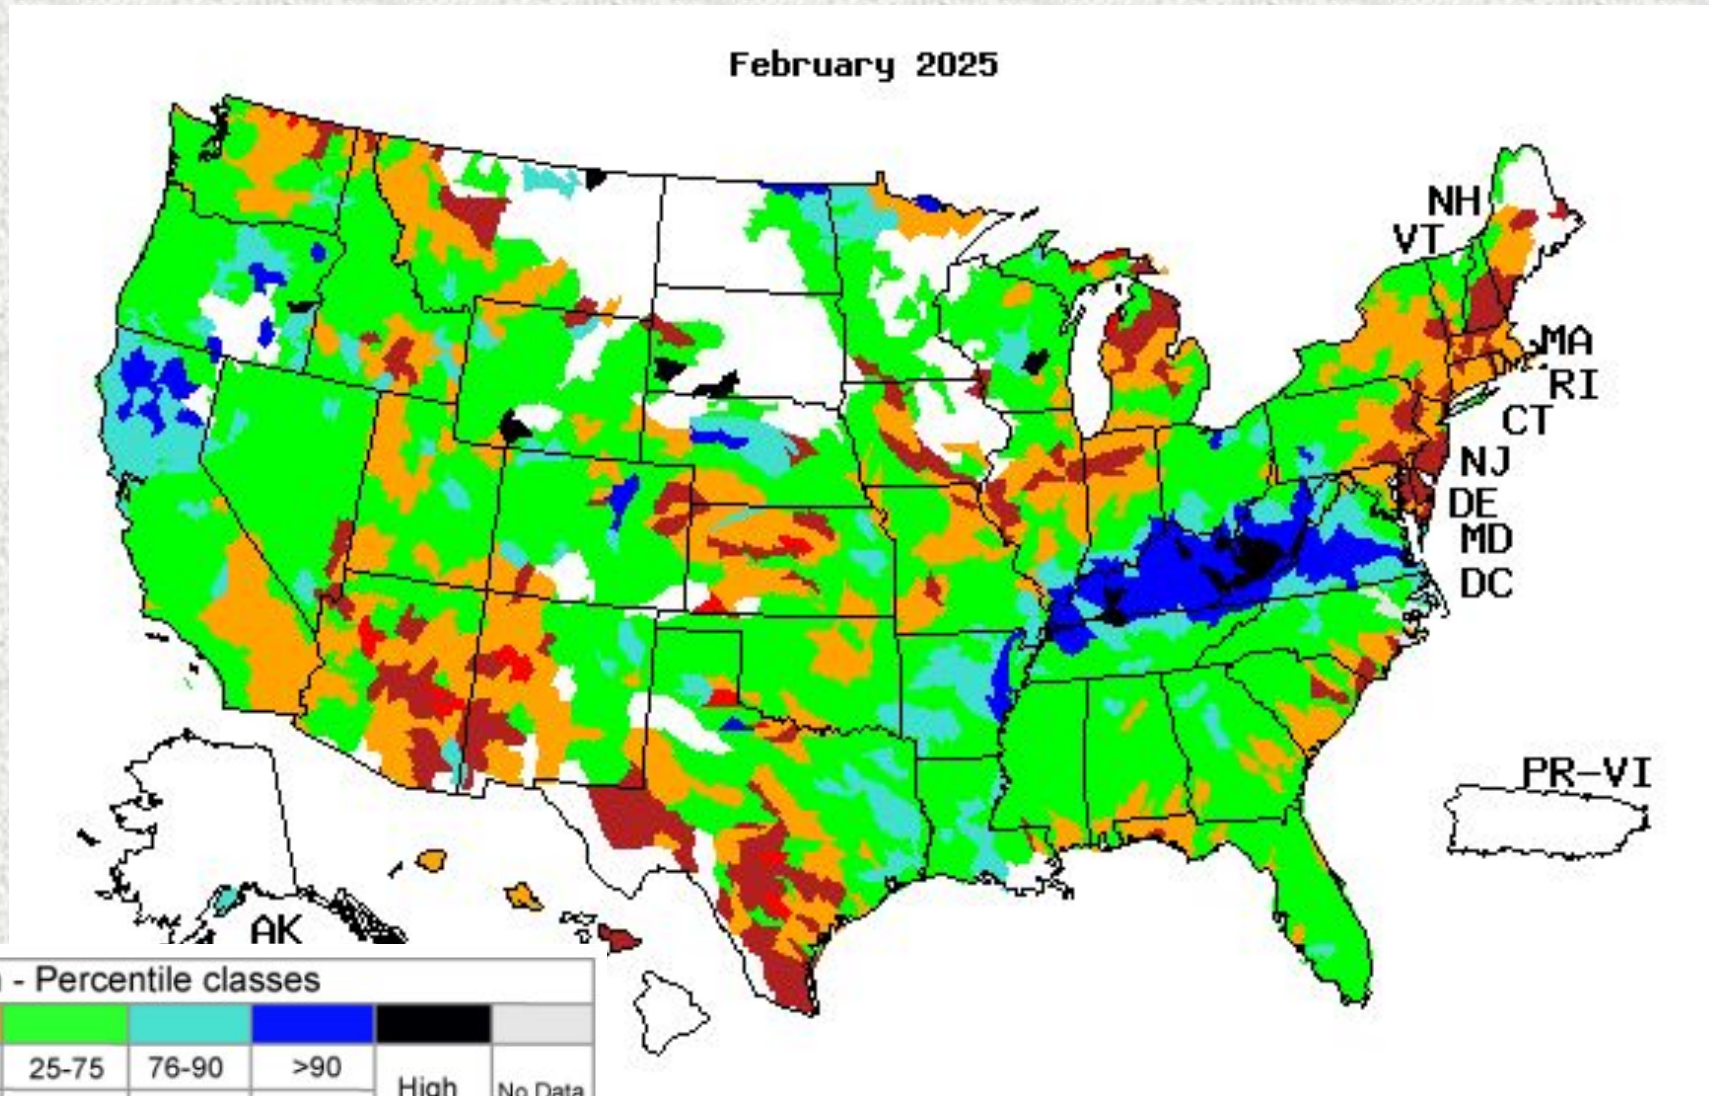 February 2025
NH
VT
MA
RI
CT
NJ
DE
MD
DC
PR-VI
AK
- Percentile classes
25-75 76-90 >90
High No Data